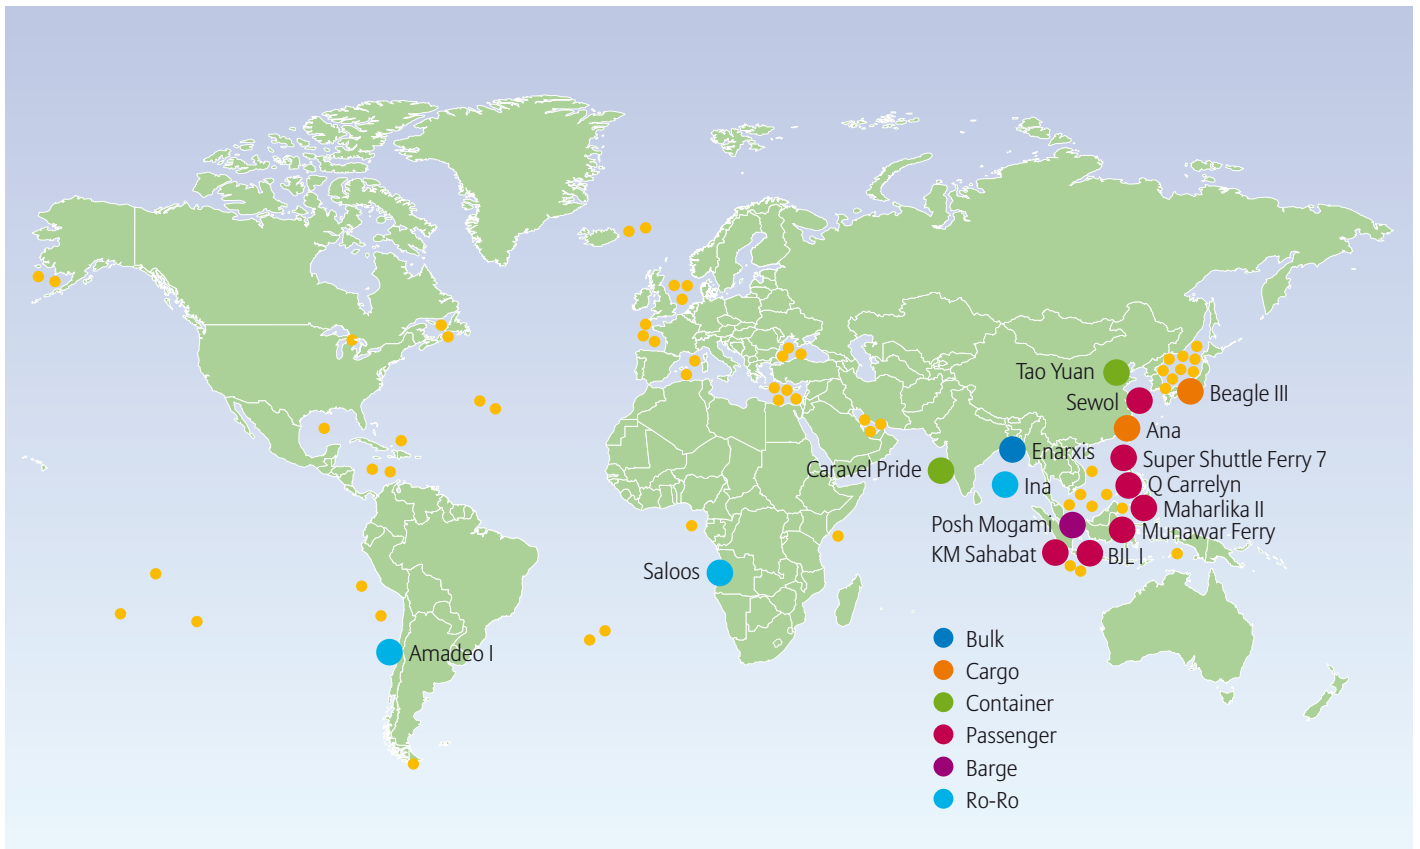 Tao Yuan
Beagle III
Sewol
Ana
Enarxis
Super Shuttle Ferry 7
Caravel Pride
Ina
Q Carrelyn
Maharlika II
Posh Mogami
Munawar Ferry
KM Sahabat
BJL I
Saloos
Amadeo I
Bulk
Cargo
Container
Passenger
Barge
Ro-Ro